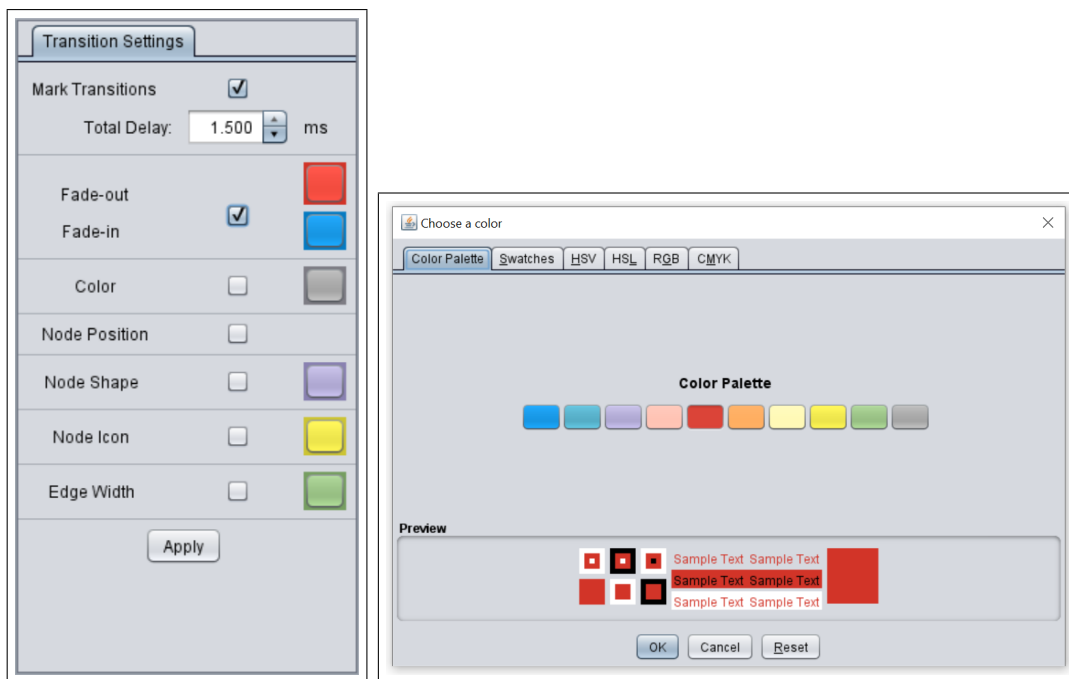 Transition Settings
Mark Transitions
Total Delay: 1.500 ms
Fade-out
Fade-in
Color
Node Position
Node Shape
Node Icon
Edge Width
Apply
Choose a color
Color Palette Swatches HSV HSL RGB CMYK
Color Palette
Preview
Sample Text Sample Text
Sample Text Sample Text
Sample Text Sample Text
OK Cancel Reset